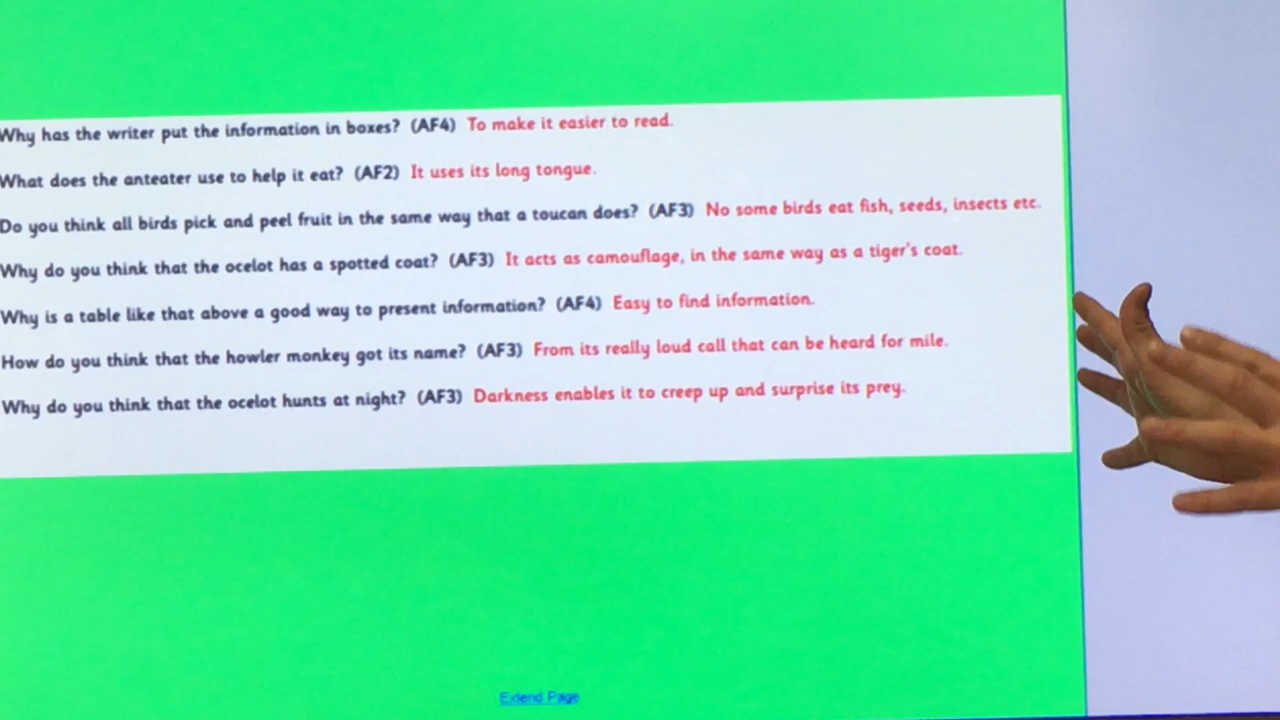 Why has the writer put the information in boxes? (AF4) To make it easier to read.
What does the anteater use to help it eat? (AF2) It uses its long tongue.
Do you think all birds pick and peel fruit in the same way that a toucan does? (AF3) No some birds eat fish, seeds, insects etc.
Why do you think that the ocelot has a spotted coat? (AF3) It acts as camouflage, in the same way as a tiger's coat.
Why is a table like that above a good way to present information? (AF4) Easy to find information.
How do you think that the howler monkey got its name? (AF3) From its really loud call that can be heard for mile.
Why do you think that the ocelot hunts at night? (AF3) Darkness enables it to creep up and surprise its prey.
Extend Page